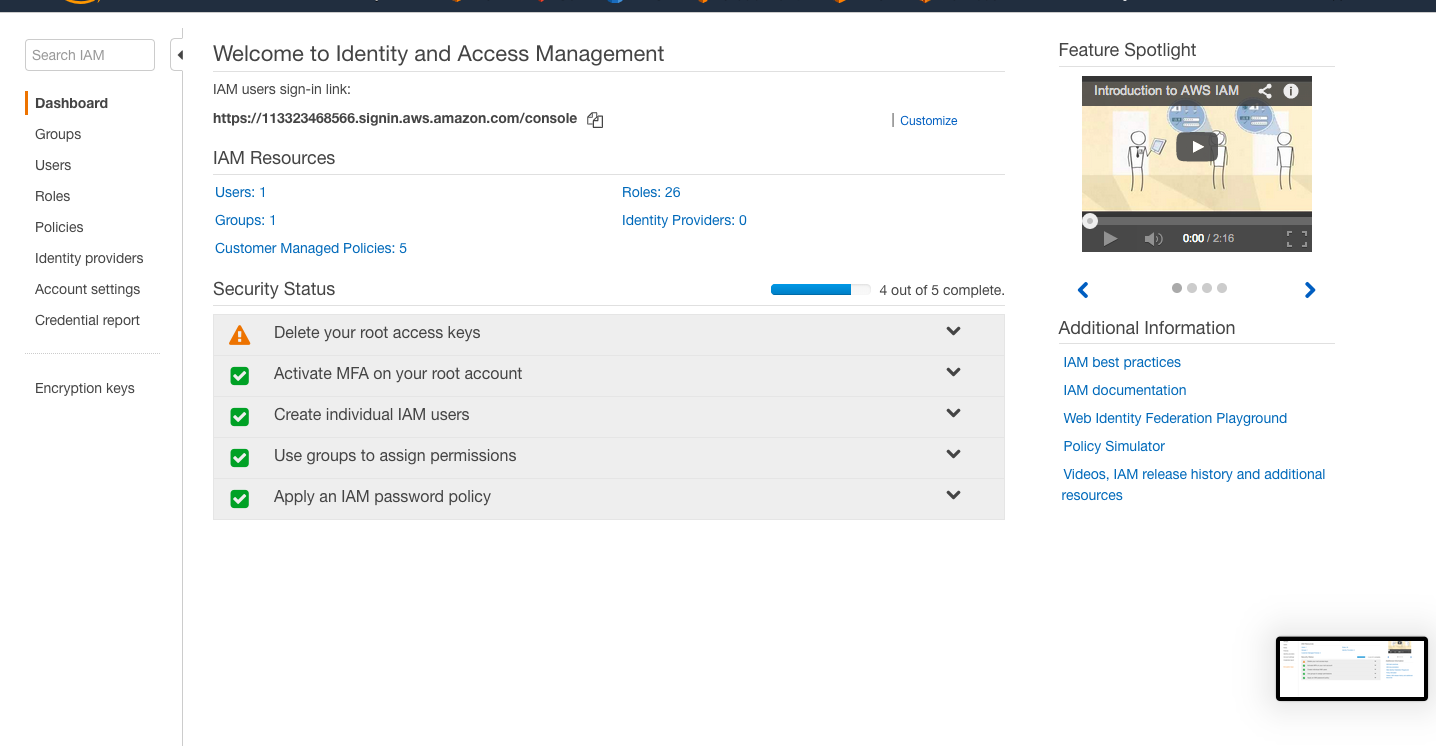 Search IAM
Dashboard
Groups
Users
Roles
Policies
Identity providers
Account settings
Credential report
Encryption keys
Welcome to Identity and Access Management
IAM users sign-in link:
https://113323468566.signin.aws.amazon.com/console
| Customize
IAM Resources
Users: 1
Roles: 26
Groups: 1
Identity Providers: 0
Customer Managed Policies: 5
Security Status
4 out of 5 complete.
Delete your root access keys
Activate MFA on your root account
Create individual IAM users
Use groups to assign permissions
Apply an IAM password policy
Feature Spotlight
Introduction to AWS IAM
0:00 / 2:16
Additional Information
IAM best practices
IAM documentation
Web Identity Federation Playground
Policy Simulator
Videos, IAM release history and additional
resources